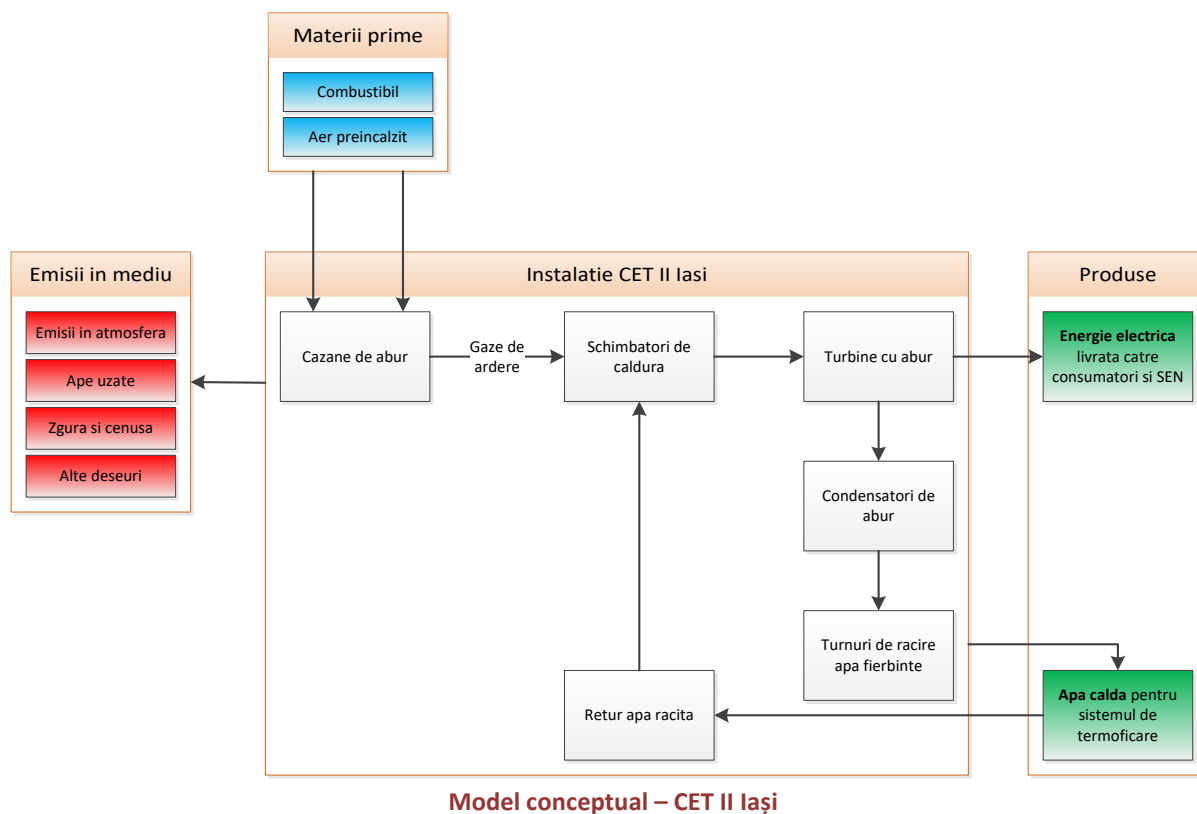 Materii prime
Combustibil
Aer preincalzit
Emisii in mediu
Emisii in atmosfera
Ape uzate
Zgura si cenusa
Alte deseuri
Instalatie CET II Iasi
Cazane de abur
Gaze de
ardere
Schimbatori de
caldura
Turbine cu abur
Condensatori de
abur
Turnuri de racire
apa fierbinte
Retur apa racita
Produse
Energie electrica
livrata catre
consumatori si SEN
Apa calda pentru
sistemul de
termoficare
Model conceptual – CET II Iași